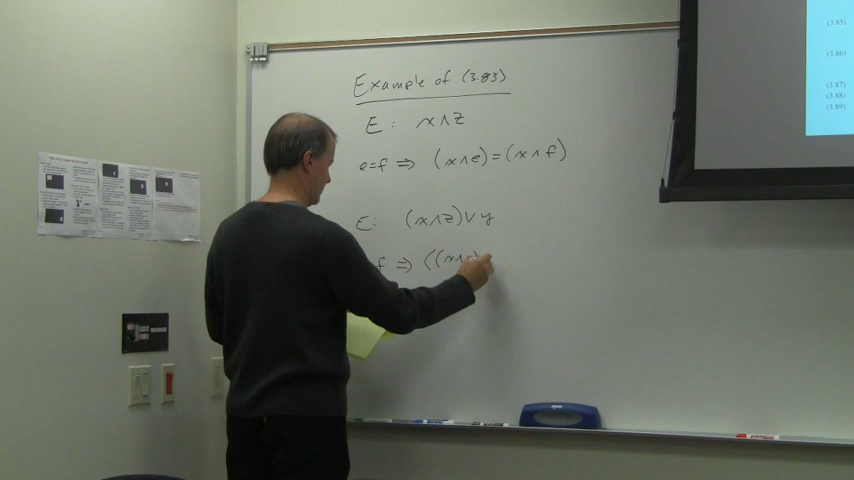 Example of (3.83)
E: x∧z
e=f ⇒ (x∧e)=(x∧f)
E: (x∧z)∨y
f ⇒ ((x∧e)
(3.85)
(3.86)
(3.87)
(3.88)
(3.89)